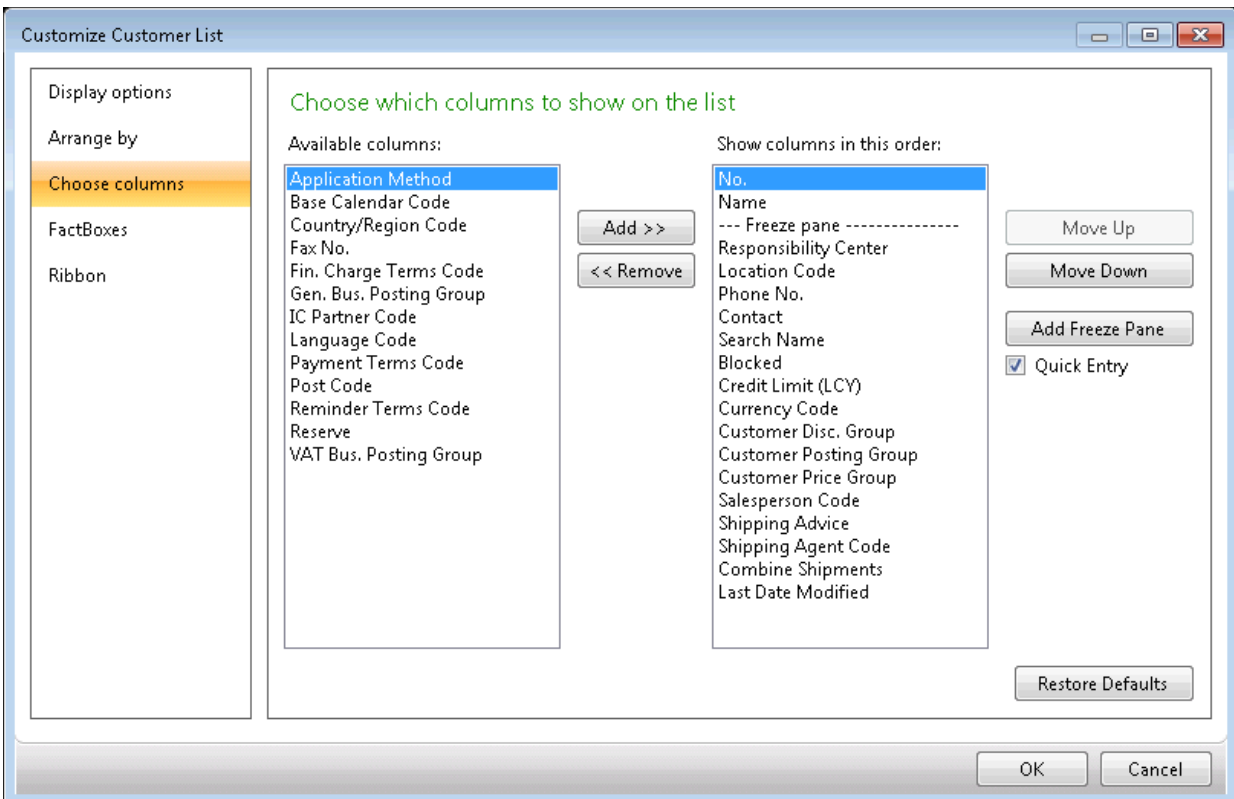 Customize Customer List
Display options
Arrange by
Choose columns
FactBoxes
Ribbon
Choose which columns to show on the list
Available columns:
Application Method
Base Calendar Code
Country/Region Code
Fax No.
Fin. Charge Terms Code
Gen. Bus. Posting Group
IC Partner Code
Language Code
Payment Terms Code
Post Code
Reminder Terms Code
Reserve
VAT Bus. Posting Group
Add >>
<< Remove
Show columns in this order:
No.
Name
--- Freeze pane ---------------
Responsibility Center
Location Code
Phone No.
Contact
Search Name
Blocked
Credit Limit (LCY)
Currency Code
Customer Disc. Group
Customer Posting Group
Customer Price Group
Salesperson Code
Shipping Advice
Shipping Agent Code
Combine Shipments
Last Date Modified
Move Up
Move Down
Add Freeze Pane
Quick Entry
Restore Defaults
OK
Cancel